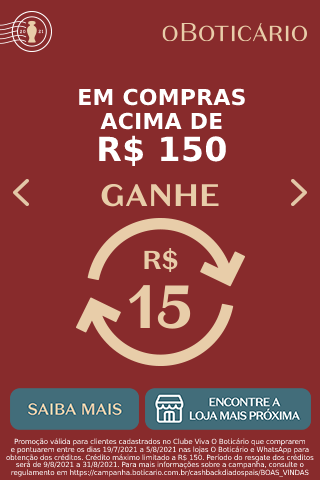 20 21
oBOTICÁRIO
EM COMPRAS
ACIMA DE
R$ 150
GANHE
R$
15
SAIBA MAIS
ENCONTRE A
LOJA MAIS PRÓXIMA
Promoção válida para clientes cadastrados no Clube Viva O Boticário que comprarem
e pontuarem entre os dias 19/7/2021 a 5/8/2021 nas lojas O Boticário e WhatsApp para
obtenção dos créditos. Crédito máximo limitado a R$ 150. Período do resgate dos créditos
será de 9/8/2021 a 31/8/2021. Para mais informações sobre a campanha, consulte o
regulamento em https://campanha.boticario.com.br/cashbackdiadospais/BOAS_VINDAS